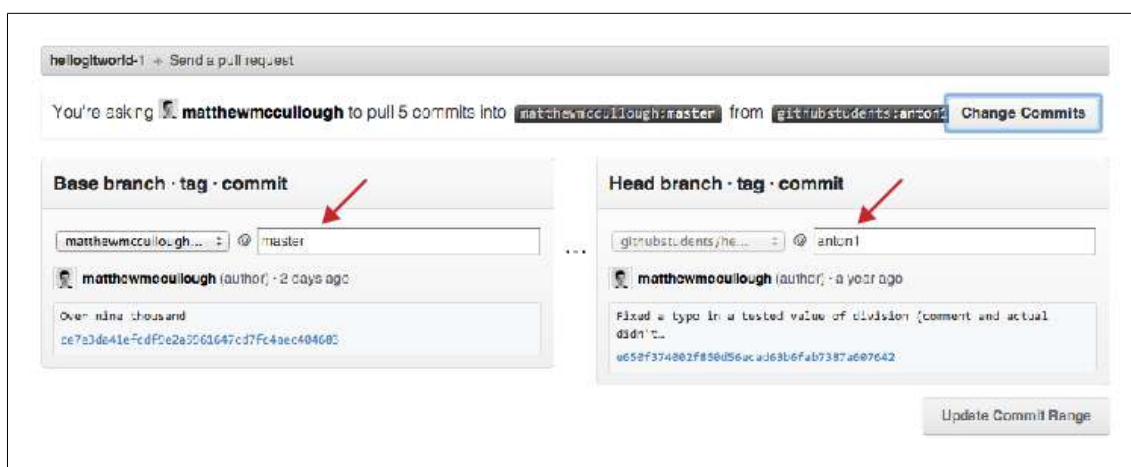 hellogitworld-1 → Send a pull request
You're asking matthewmccullough to pull 5 commits into matthewmccullough:master from githubstudents:anton1 Change Commits
Base branch · tag · commit
matthewmccullough... @ master
matthewmccullough (author) · 2 days ago
Over nine thousand
Head branch · tag · commit
githubstudents/he... @ anton1
matthewmccullough (author) · a year ago
Fixed a typo in a tested value of division (comment and actual
didn't…
...
Update Commit Range